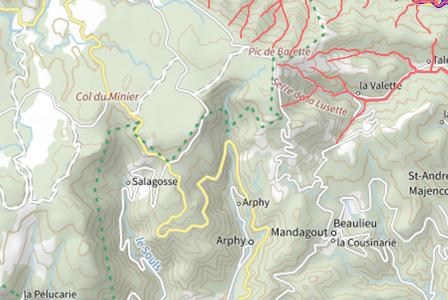 Pic de Barette
Col du Minier
la Valette
Serre de la Lusette
Salagosse
St-André
Majenco
Arphy
Beaulieu
Mandagout
la Cousinarie
Arphy
le Souls
la Pélucarie